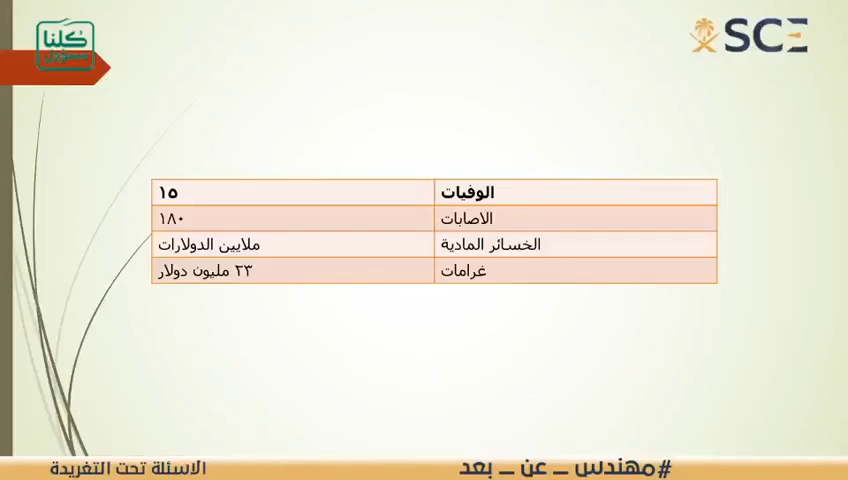 كلنا
مسؤول
SCE
الوفيات ١٥
الاصابات ١٨٠
الخسائر المادية ملايين الدولارات
غرامات ٢٣ مليون دولار
#مهندس _ عن _ بعد
الاسئلة تحت التغريدة